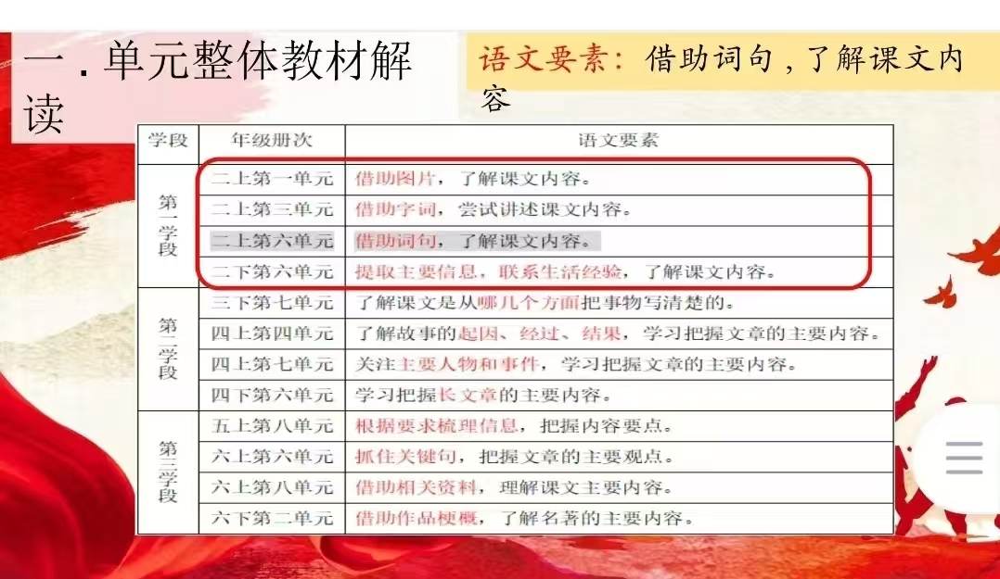 一 . 单元整体教材解
读
语文要素：借助词句 , 了解课文内
容
学段 年级册次 语文要素
第一学段
二上第一单元 借助图片，了解课文内容。
二上第三单元 借助字词，尝试讲述课文内容。
二上第六单元 借助词句，了解课文内容。
二下第六单元 提取主要信息，联系生活经验，了解课文内容。
第二学段
三下第七单元 了解课文是从哪几个方面把事物写清楚的。
四上第四单元 了解故事的起因、经过、结果，学习把握文章的主要内容。
四上第七单元 关注主要人物和事件，学习把握文章的主要内容。
四下第六单元 学习把握长文章的主要内容。
第三学段
五上第八单元 根据要求梳理信息，把握内容要点。
六上第六单元 抓住关键句，把握文章的主要观点。
六上第八单元 借助相关资料，理解课文主要内容。
六下第二单元 借助作品梗概，了解名著的主要内容。